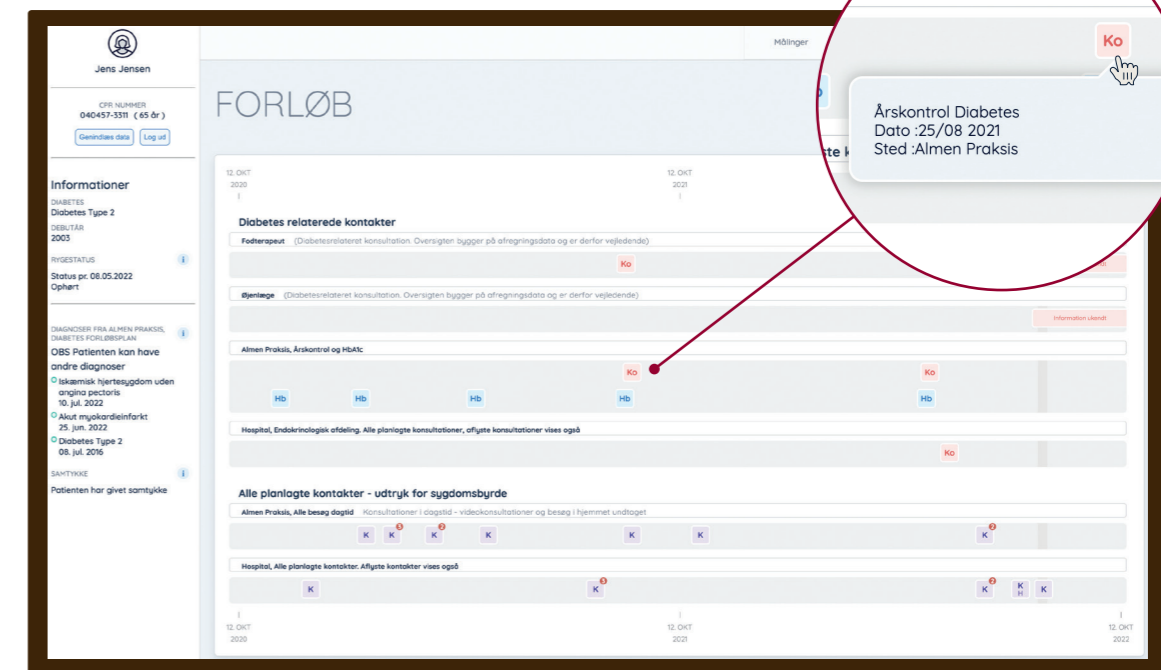 Jens Jensen
CPR NUMMER
040457-3311 ( 65 år )
Genindlæs data
Log ud
Informationer
DIABETES
Diabetes Type 2
DEBUTÅR
2003
RYGESTATUS
i
Status pr. 08.05.2022
Ophørt
DIAGNOSER FRA ALMEN PRAKSIS,
DIABETES FORLØBSPLAN
i
OBS Patienten kan have
andre diagnoser
Iskæmisk hjertesygdom uden
angina pectoris
10. jul. 2022
Akut myokardieinfarkt
25. jun. 2022
Diabetes Type 2
08. jul. 2016
SAMTYKKE
i
Patienten har givet samtykke
Målinger
FORLØB
12. OKT
2020
12. OKT
2021
Diabetes relaterede kontakter
Fodterapeut (Diabetesrelateret konsultation. Oversigten bygger på afregningsdata og er derfor vejledende)
Ko
Øjenlæge (Diabetesrelateret konsultation. Oversigten bygger på afregningsdata og er derfor vejledende)
Information ukendt
Almen Praksis, Årskontrol og HbA1c
Ko Ko
Hb Hb Hb Hb Hb
Hospital, Endokrinologisk afdeling. Alle planlagte konsultationer, aflyste konsultationer vises også
Ko
Alle planlagte kontakter - udtryk for sygdomsbyrde
Almen Praksis, Alle besøg dagtid Konsultationer i dagstid - videokonsultationer og besøg i hjemmet undtaget
K K K 2 K K K K 2
Hospital, Alle planlagte kontakter. Aflyste kontakter vises også
K K K 2 K H K
12. OKT
2020
12. OKT
2021
12. OKT
2022
Ko
Årskontrol Diabetes
Dato :25/08 2021
Sted :Almen Praksis